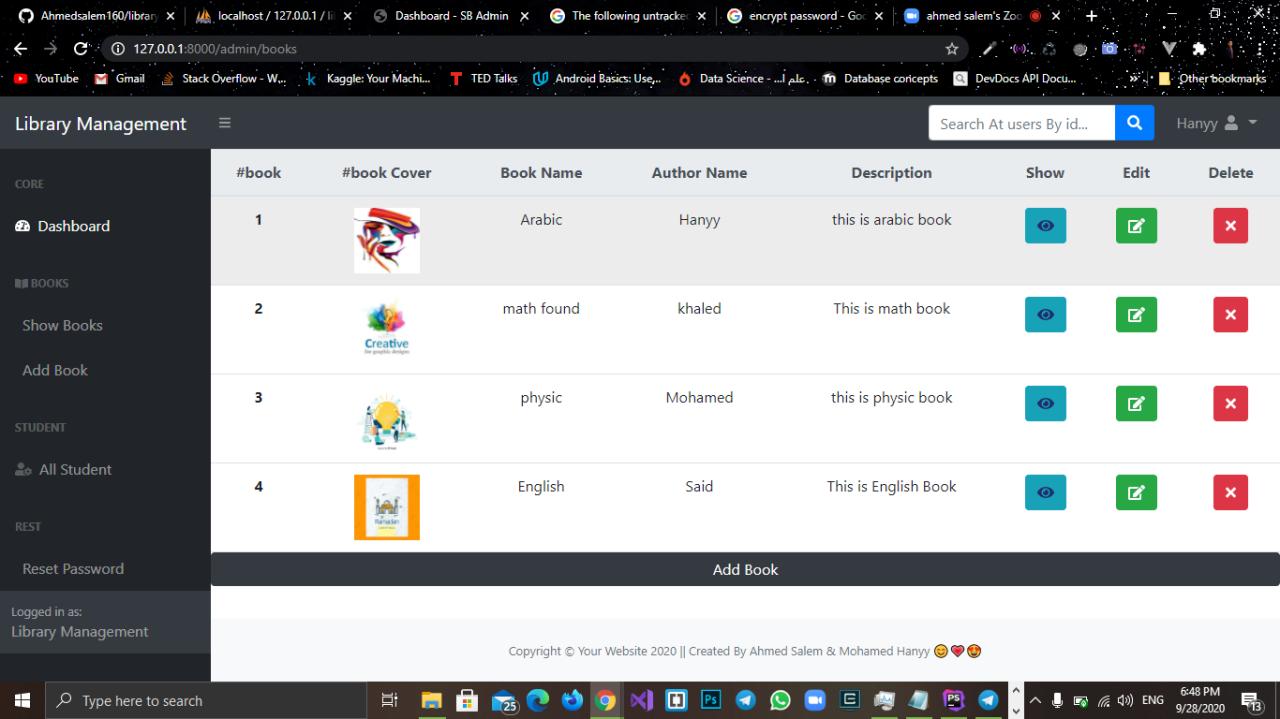 Ahmedsalem160/library
localhost / 127.0.0.1 / li
Dashboard - SB Admin
The following untracke
encrypt password - Goo
ahmed salem's Zoo
127.0.0.1:8000/admin/books
YouTube
Gmail
Stack Overflow - W...
Kaggle: Your Machi...
TED Talks
Android Basics: Use...
Data Science - ...علم ا
Database concepts
DevDocs API Docu...
Other bookmarks
Library Management
Search At users By id...
Hanyy
CORE
Dashboard
BOOKS
Show Books
Add Book
STUDENT
All Student
REST
Reset Password
Logged in as:
Library Management
#book #book Cover Book Name Author Name Description Show Edit Delete
1 Arabic Hanyy this is arabic book
2 math found khaled This is math book
Creative
for graphic designs
3 physic Mohamed this is physic book
4 English Said This is English Book
Ramadan
Add Book
Copyright © Your Website 2020 || Created By Ahmed Salem & Mohamed Hanyy 😊💗😍
Type here to search
25
ENG
6:48 PM
9/28/2020
13